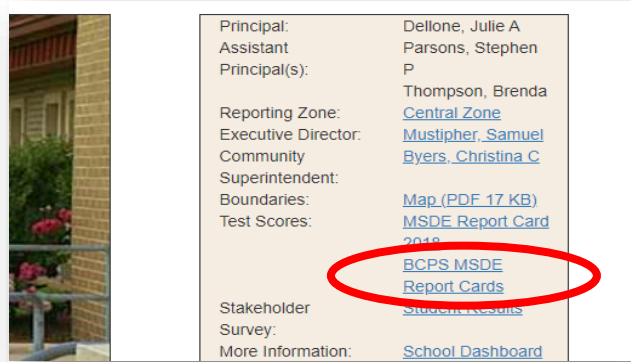 Principal: Dellone, Julie A
Assistant Parsons, Stephen
Principal(s): P
Thompson, Brenda
Reporting Zone: Central Zone
Executive Director: Mustipher, Samuel
Community Byers, Christina C
Superintendent:
Boundaries: Map (PDF 17 KB)
Test Scores: MSDE Report Card
2018
BCPS MSDE
Report Cards
Stakeholder Student Results
Survey:
More Information: School Dashboard